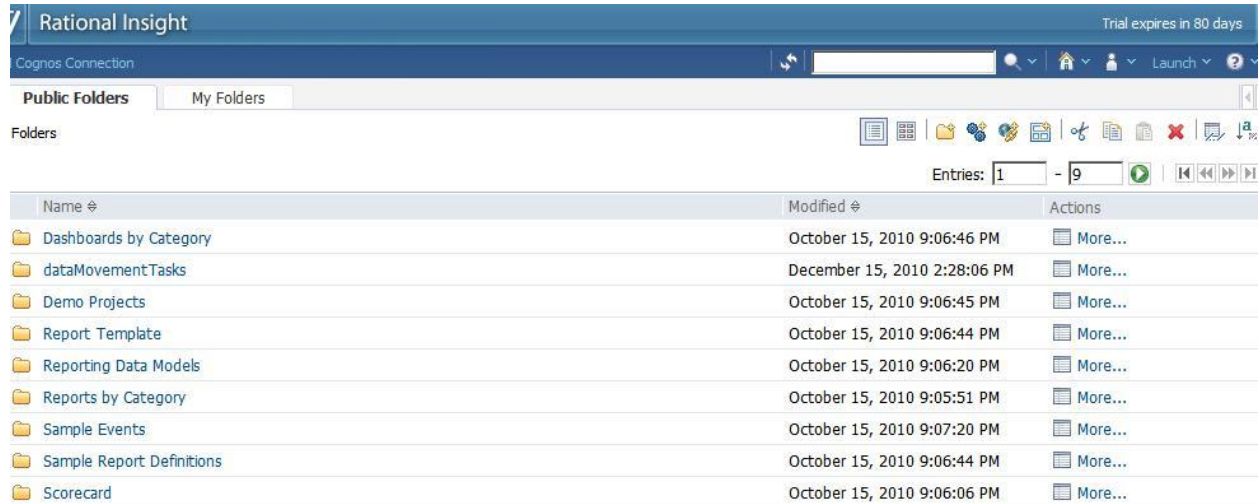 Rational Insight Trial expires in 80 days
Cognos Connection Launch
Public Folders My Folders
Folders
Entries: 1 - 9
Name Modified Actions
Dashboards by Category October 15, 2010 9:06:46 PM More...
dataMovementTasks December 15, 2010 2:28:06 PM More...
Demo Projects October 15, 2010 9:06:45 PM More...
Report Template October 15, 2010 9:06:44 PM More...
Reporting Data Models October 15, 2010 9:06:20 PM More...
Reports by Category October 15, 2010 9:05:51 PM More...
Sample Events October 15, 2010 9:07:20 PM More...
Sample Report Definitions October 15, 2010 9:06:44 PM More...
Scorecard October 15, 2010 9:06:06 PM More...